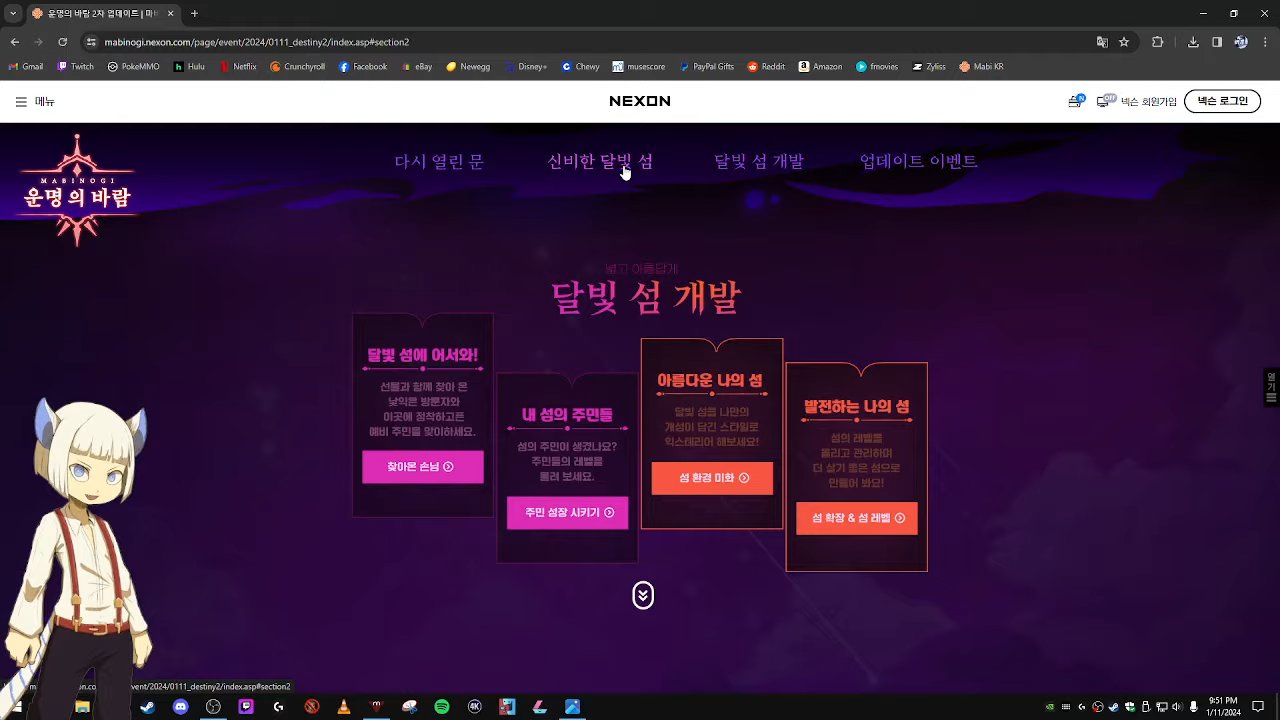 운명의 바람 2차 업데이트 | 마비
mabinogi.nexon.com/page/event/2024/0111_destiny2/index.asp#section2
Gmail Twitch PokeMMO Hulu Netflix Crunchyroll Facebook eBay Newegg Disney+ Chewy musescore PayPal Gifts Reddit Amazon fmovies Zyliss Mabi KR
메뉴
NEXON
N OFF 넥슨 회원가입 넥슨 로그인
MABINOGI
운명의 바람
다시 열린 문 신비한 달빛 섬 달빛 섬 개발 업데이트 이벤트
넓고 아름답게
달빛 섬 개발
달빛 섬에 어서와!
선물과 함께 찾아 온
낯익은 방문자와
이곳에 정착하고픈
예비 주민을 맞이하세요.
찾아온 손님
내 섬의 주민들
섬의 주민이 생겼나요?
주민들의 레벨을
올려 보세요.
주민 성장 시키기
아름다운 나의 섬
달빛 섬을 나만의
개성이 담긴 스타일로
익스테리어 해보세요!
섬 환경 미화
발전하는 나의 섬
섬의 레벨을
올리고 관리하며
더 살기 좋은 섬으로
만들어 봐요!
섬 확장 & 섬 레벨
열기
event/2024/0111_destiny2/index.asp#section2
4K
9:51 PM
1/11/2024